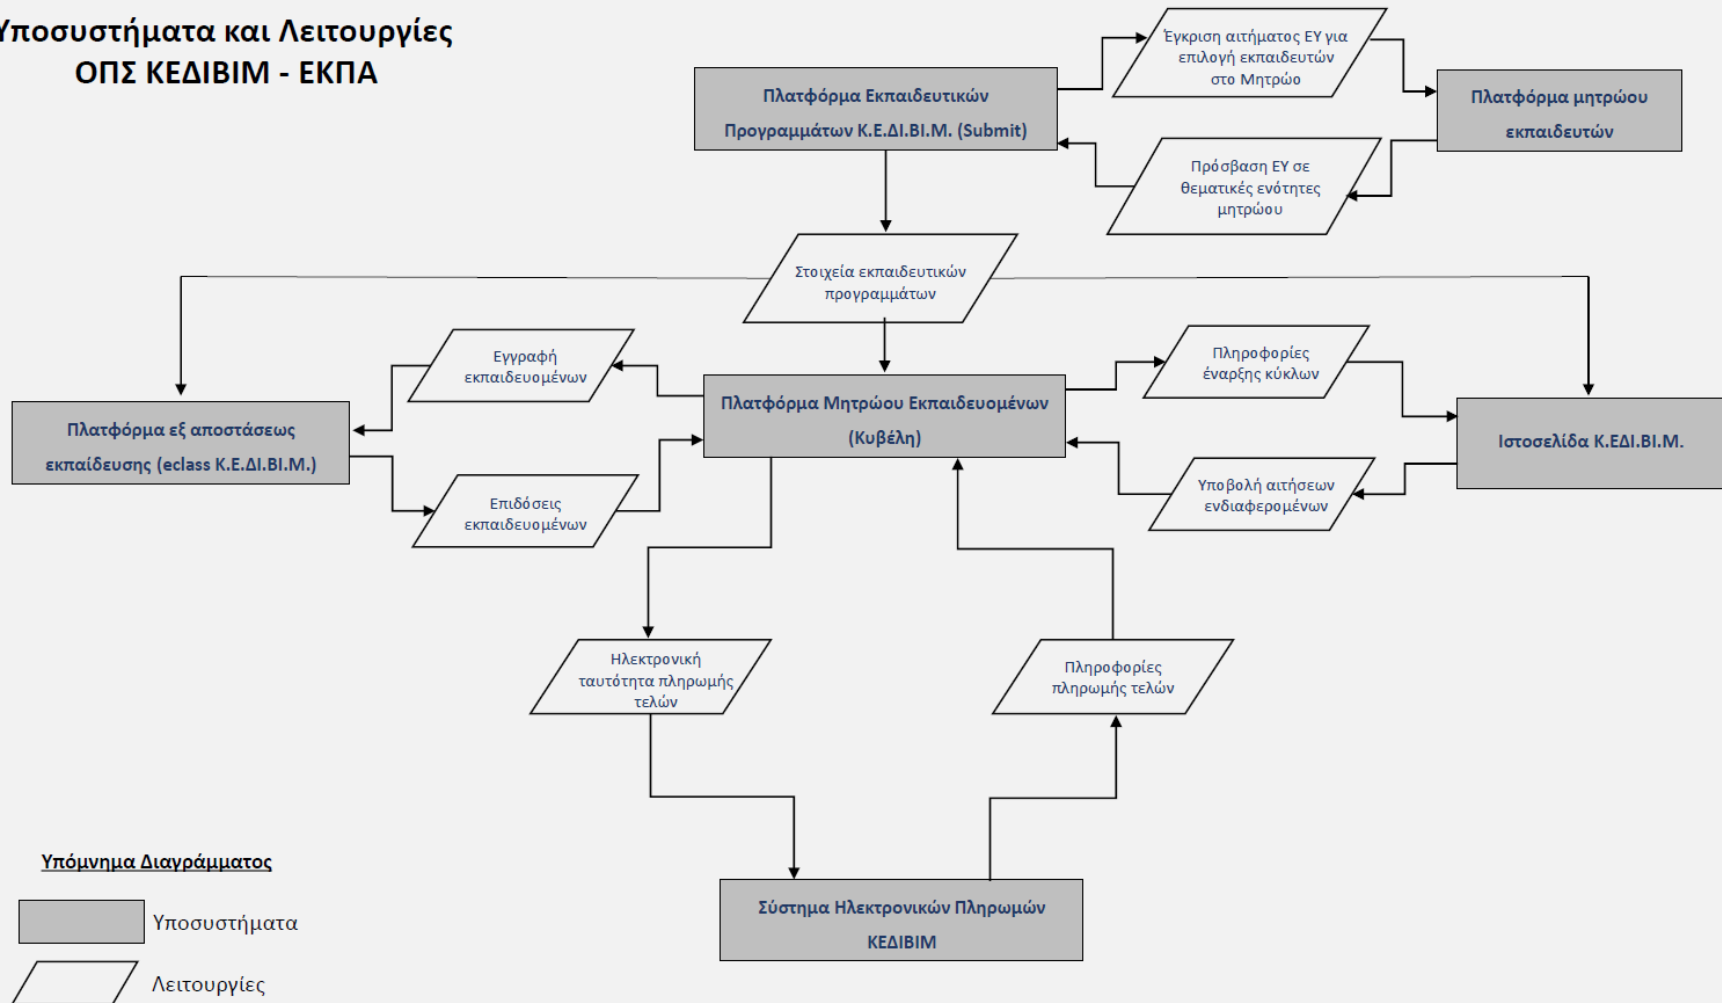 Υποσυστήματα και Λειτουργίες
ΟΠΣ ΚΕΔΙΒΙΜ - ΕΚΠΑ
Έγκριση αιτήματος ΕΥ για
επιλογή εκπαιδευτών
στο Μητρώο
Πλατφόρμα Εκπαιδευτικών
Προγραμμάτων Κ.Ε.ΔΙ.ΒΙ.Μ. (Submit)
Πλατφόρμα μητρώου
εκπαιδευτών
Πρόσβαση ΕΥ σε
θεματικές ενότητες
μητρώου
Στοιχεία εκπαιδευτικών
προγραμμάτων
Εγγραφή
εκπαιδευομένων
Πληροφορίες
έναρξης κύκλων
Πλατφόρμα εξ αποστάσεως
εκπαίδευσης (eclass Κ.Ε.ΔΙ.ΒΙ.Μ.)
Πλατφόρμα Μητρώου Εκπαιδευομένων
(Κυβέλη)
Ιστοσελίδα Κ.ΕΔΙ.ΒΙ.Μ.
Επιδόσεις
εκπαιδευομένων
Υποβολή αιτήσεων
ενδιαφερομένων
Ηλεκτρονική
ταυτότητα πληρωμής
τελών
Πληροφορίες
πληρωμής τελών
Σύστημα Ηλεκτρονικών Πληρωμών
ΚΕΔΙΒΙΜ
Υπόμνημα Διαγράμματος
Υποσυστήματα
Λειτουργίες